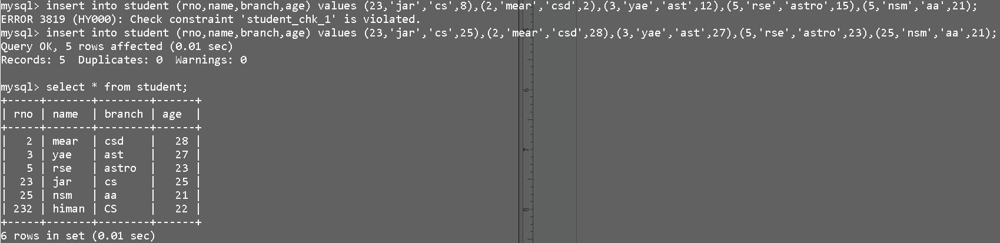 mysql> insert into student (rno,name,branch,age) values (23,'jar','cs',8),(2,'mear','csd',2),(3,'yae','ast',12),(5,'rse','astro',15),(5,'nsm','aa',21);
ERROR 3819 (HY000): Check constraint 'student_chk_1' is violated.
mysql> insert into student (rno,name,branch,age) values (23,'jar','cs',25),(2,'mear','csd',28),(3,'yae','ast',27),(5,'rse','astro',23),(25,'nsm','aa',21);
Query OK, 5 rows affected (0.01 sec)
Records: 5  Duplicates: 0  Warnings: 0
mysql> select * from student;
+-----+-------+--------+------+
| rno | name  | branch | age  |
+-----+-------+--------+------+
|   2 | mear  | csd    |   28 |
|   3 | yae   | ast    |   27 |
|   5 | rse   | astro  |   23 |
|  23 | jar   | cs     |   25 |
|  25 | nsm   | aa     |   21 |
| 232 | himan | CS     |   22 |
+-----+-------+--------+------+
6 rows in set (0.01 sec)
6
7
8